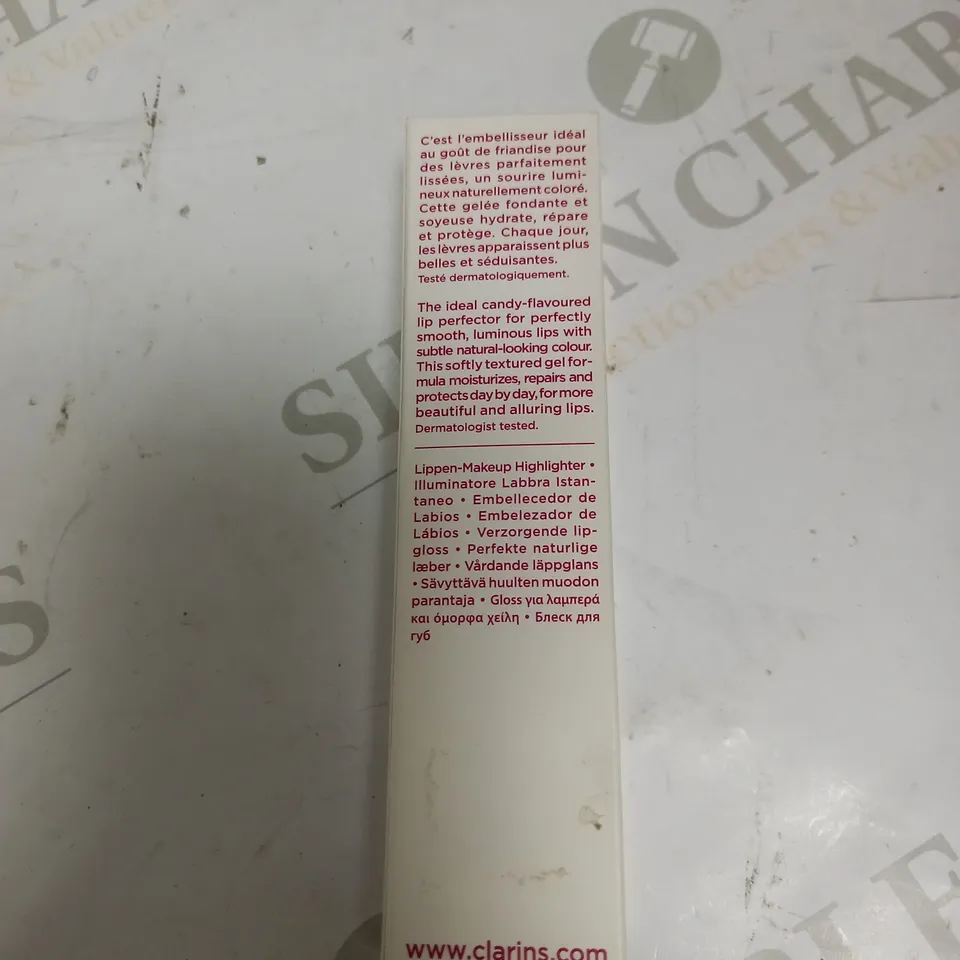 C'est l'embellisseur idéal
au goût de friandise pour
des lèvres parfaitement
lissées, un sourire lumi-
neux naturellement coloré.
Cette gelée fondante et
soyeuse hydrate, répare
et protège. Chaque jour,
les lèvres apparaissent plus
belles et séduisantes.
Testé dermatologiquement.
The ideal candy-flavoured
lip perfector for perfectly
smooth, luminous lips with
subtle natural-looking colour.
This softly textured gel for-
mula moisturizes, repairs and
protects day by day, for more
beautiful and alluring lips.
Dermatologist tested.
Lippen-Makeup Highlighter •
Illuminatore Labbra Istan-
taneo • Embellecedor de
Labios • Embelezador de
Lábios • Verzorgende lip-
gloss • Perfekte naturlige
læber • Vårdande läppglans
• Sävyttävä huulten muodon
parantaja • Gloss για λαμπερά
και όμορφα χείλη • Блеск для
губ
www.clarins.com